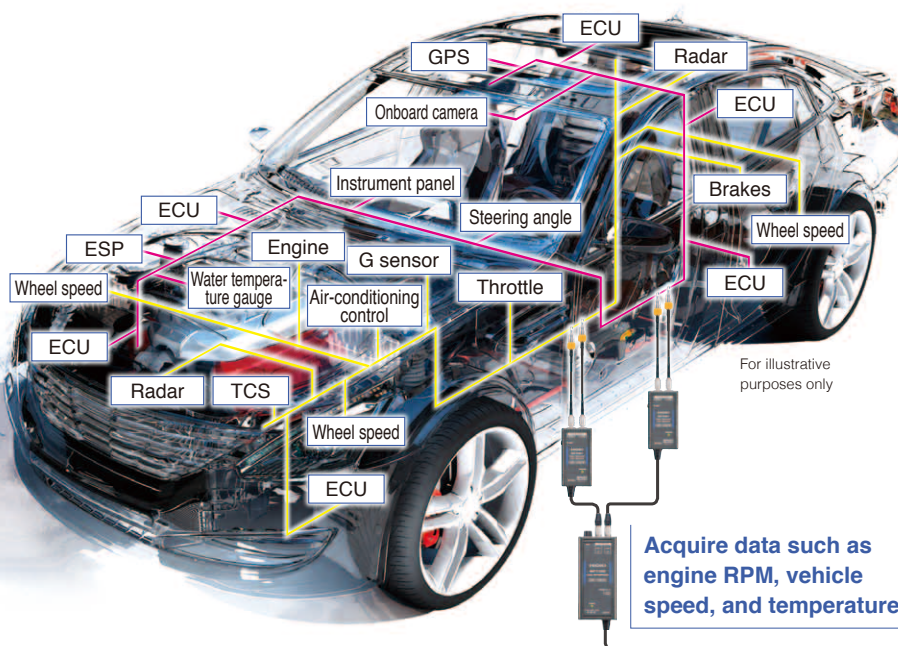 ECU
GPS
Radar
Onboard camera
ECU
Instrument panel
Brakes
ECU
Steering angle
Wheel speed
ESP
Engine
G sensor
Wheel speed
Water tempera-
ture gauge
Air-conditioning
control
Throttle
ECU
ECU
For illustrative
purposes only
Radar
TCS
Wheel speed
ECU
Acquire data such as
engine RPM, vehicle
speed, and temperature